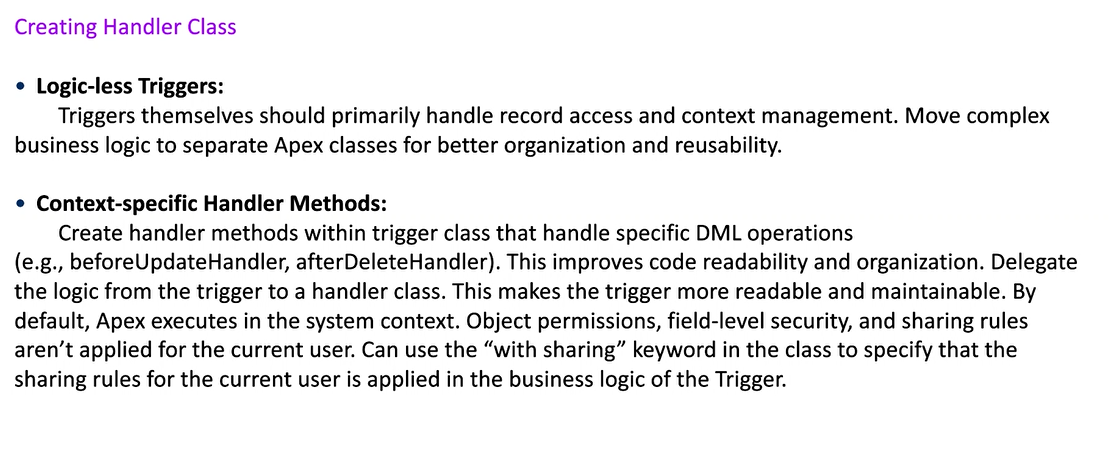 Creating Handler Class
• Logic-less Triggers:
Triggers themselves should primarily handle record access and context management. Move complex
business logic to separate Apex classes for better organization and reusability.
• Context-specific Handler Methods:
Create handler methods within trigger class that handle specific DML operations
(e.g., beforeUpdateHandler, afterDeleteHandler). This improves code readability and organization. Delegate
the logic from the trigger to a handler class. This makes the trigger more readable and maintainable. By
default, Apex executes in the system context. Object permissions, field-level security, and sharing rules
aren’t applied for the current user. Can use the “with sharing” keyword in the class to specify that the
sharing rules for the current user is applied in the business logic of the Trigger.